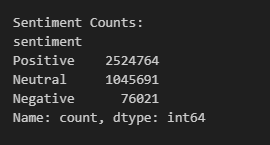 Sentiment Counts:
sentiment
Positive    2524764
Neutral     1045691
Negative      76021
Name: count, dtype: int64